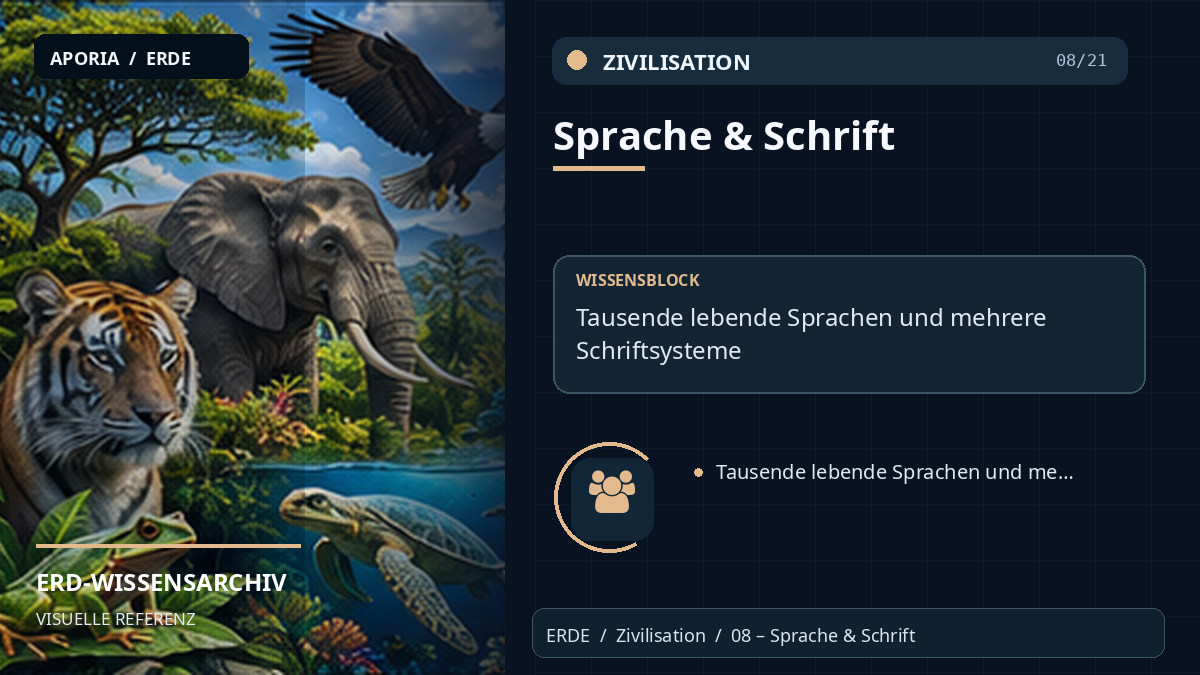 APORIA / ERDE
ERD-WISSENSARCHIV
VISUELLE REFERENZ
ZIVILISATION
08/21
Sprache & Schrift
WISSENSBLOCK
Tausende lebende Sprachen und mehrere
Schriftsysteme
Tausende lebende Sprachen und me...
ERDE / Zivilisation / 08 – Sprache & Schrift